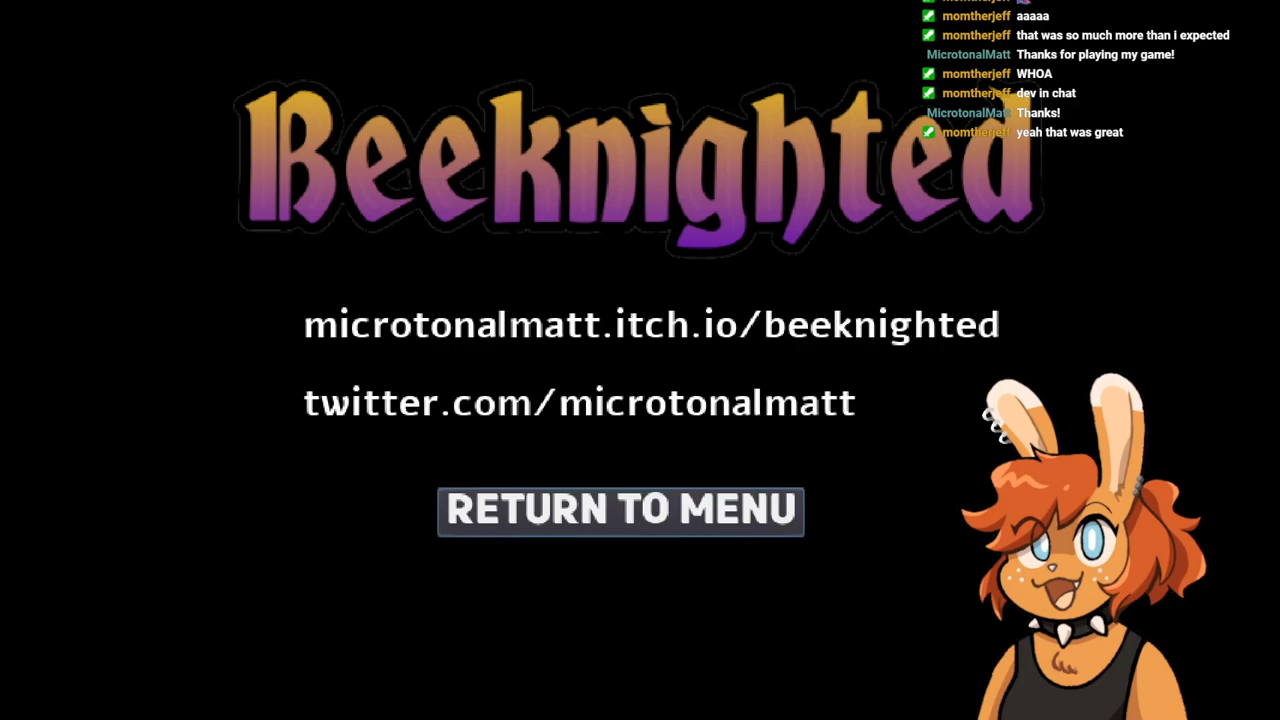 momtherjeff aaaaa
momtherjeff that was so much more than i expected
MicrotonalMatt Thanks for playing my game!
momtherjeff WHOA
momtherjeff dev in chat
MicrotonalMatt Thanks!
momtherjeff yeah that was great
Beeknighted
microtonalmatt.itch.io/beeknighted
twitter.com/microtonalmatt
RETURN TO MENU